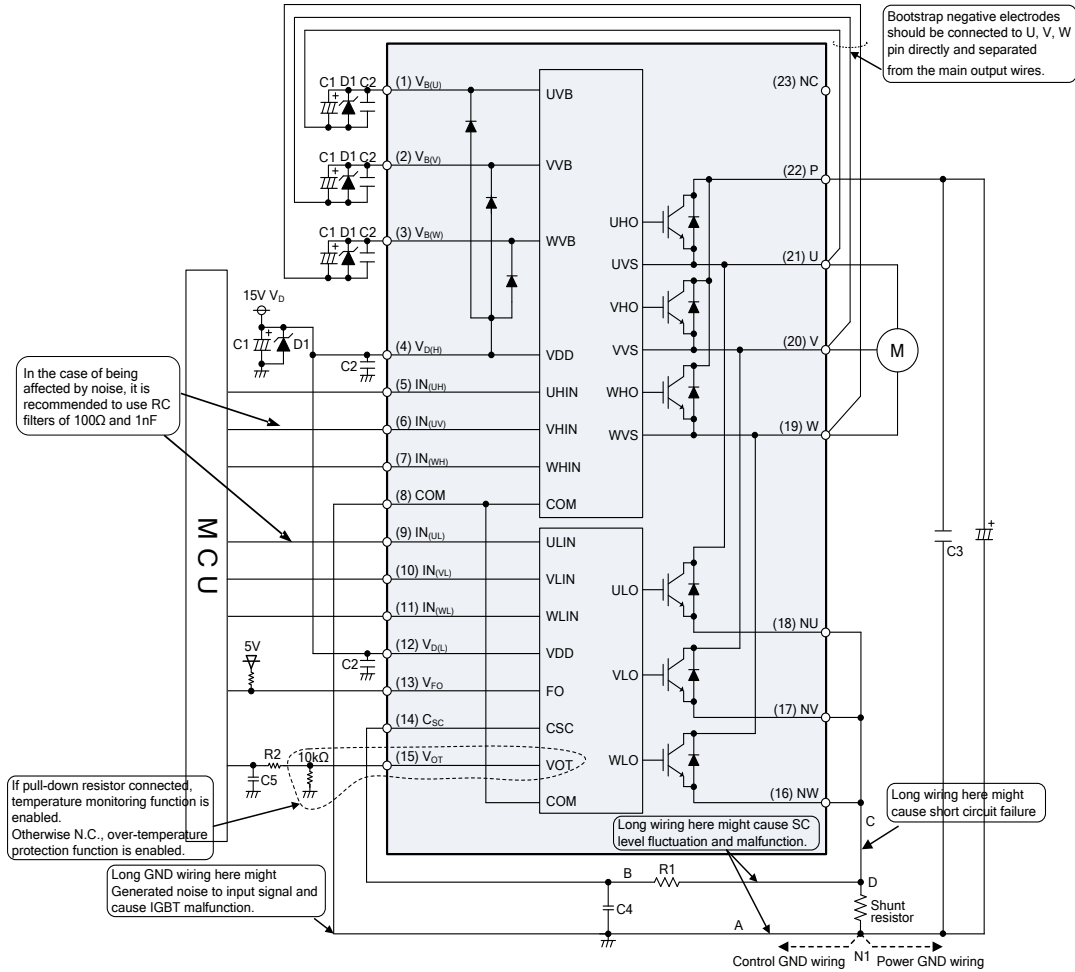 Bootstrap negative electrodes
should be connected to U, V, W
pin directly and separated
from the main output wires.
C1 D1 C2
(1) VB(U)
UVB
(23) NC
C1 D1 C2
(2) VB(V)
VVB
(22) P
C1 D1 C2
(3) VB(W)
WVB
UHO
UVS
(21) U
15V VD
C1
D1
VHO
(4) VD(H)
C2
VDD
VVS
(20) V
M
In the case of being
affected by noise, it is
recommended to use RC
filters of 100Ω and 1nF
(5) IN(UH)
UHIN
WHO
(6) IN(UV)
VHIN
WVS
(19) W
(7) IN(WH)
WHIN
(8) COM
COM
MCU
(9) IN(UL)
ULIN
C3
(10) IN(VL)
VLIN
ULO
(11) IN(WL)
WLIN
(18) NU
5V
(12) VD(L)
C2
VDD
(13) VFO
FO
VLO
(14) CSC
CSC
(17) NV
R2
10kΩ
C5
(15) VOT
VOT
WLO
COM
(16) NW
If pull-down resistor connected,
temperature monitoring function is
enabled.
Otherwise N.C., over-temperature
protection function is enabled.
Long wiring here might
cause short circuit failure
C
Long wiring here might cause SC
level fluctuation and malfunction.
Long GND wiring here might
Generated noise to input signal and
cause IGBT malfunction.
B
R1
D
C4
A
Shunt
resistor
Control GND wiring
N1
Power GND wiring